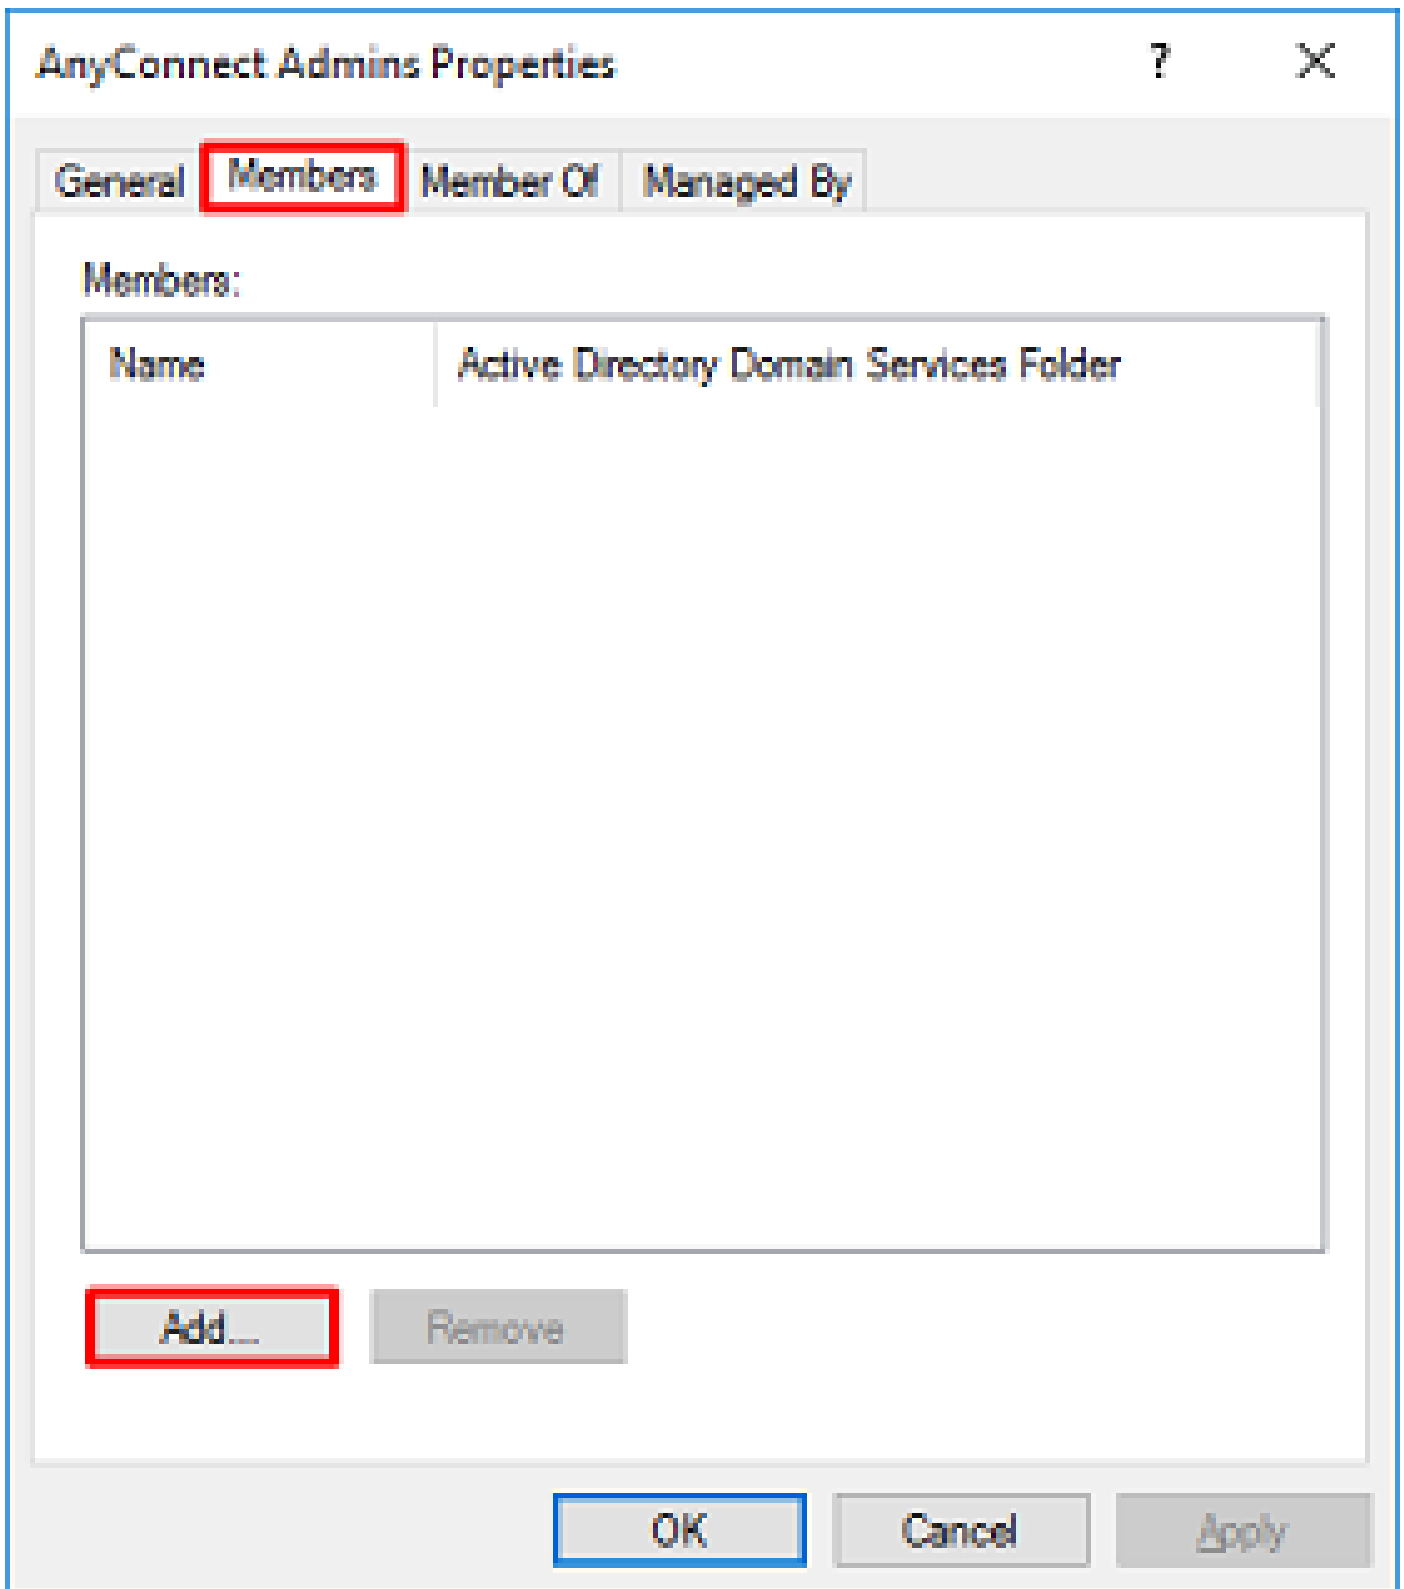 AnyConnect Admins Properties ?
General Members Member Of Managed By
Members:
Name Active Directory Domain Services Folder
Add... Remove
OK Cancel Apply